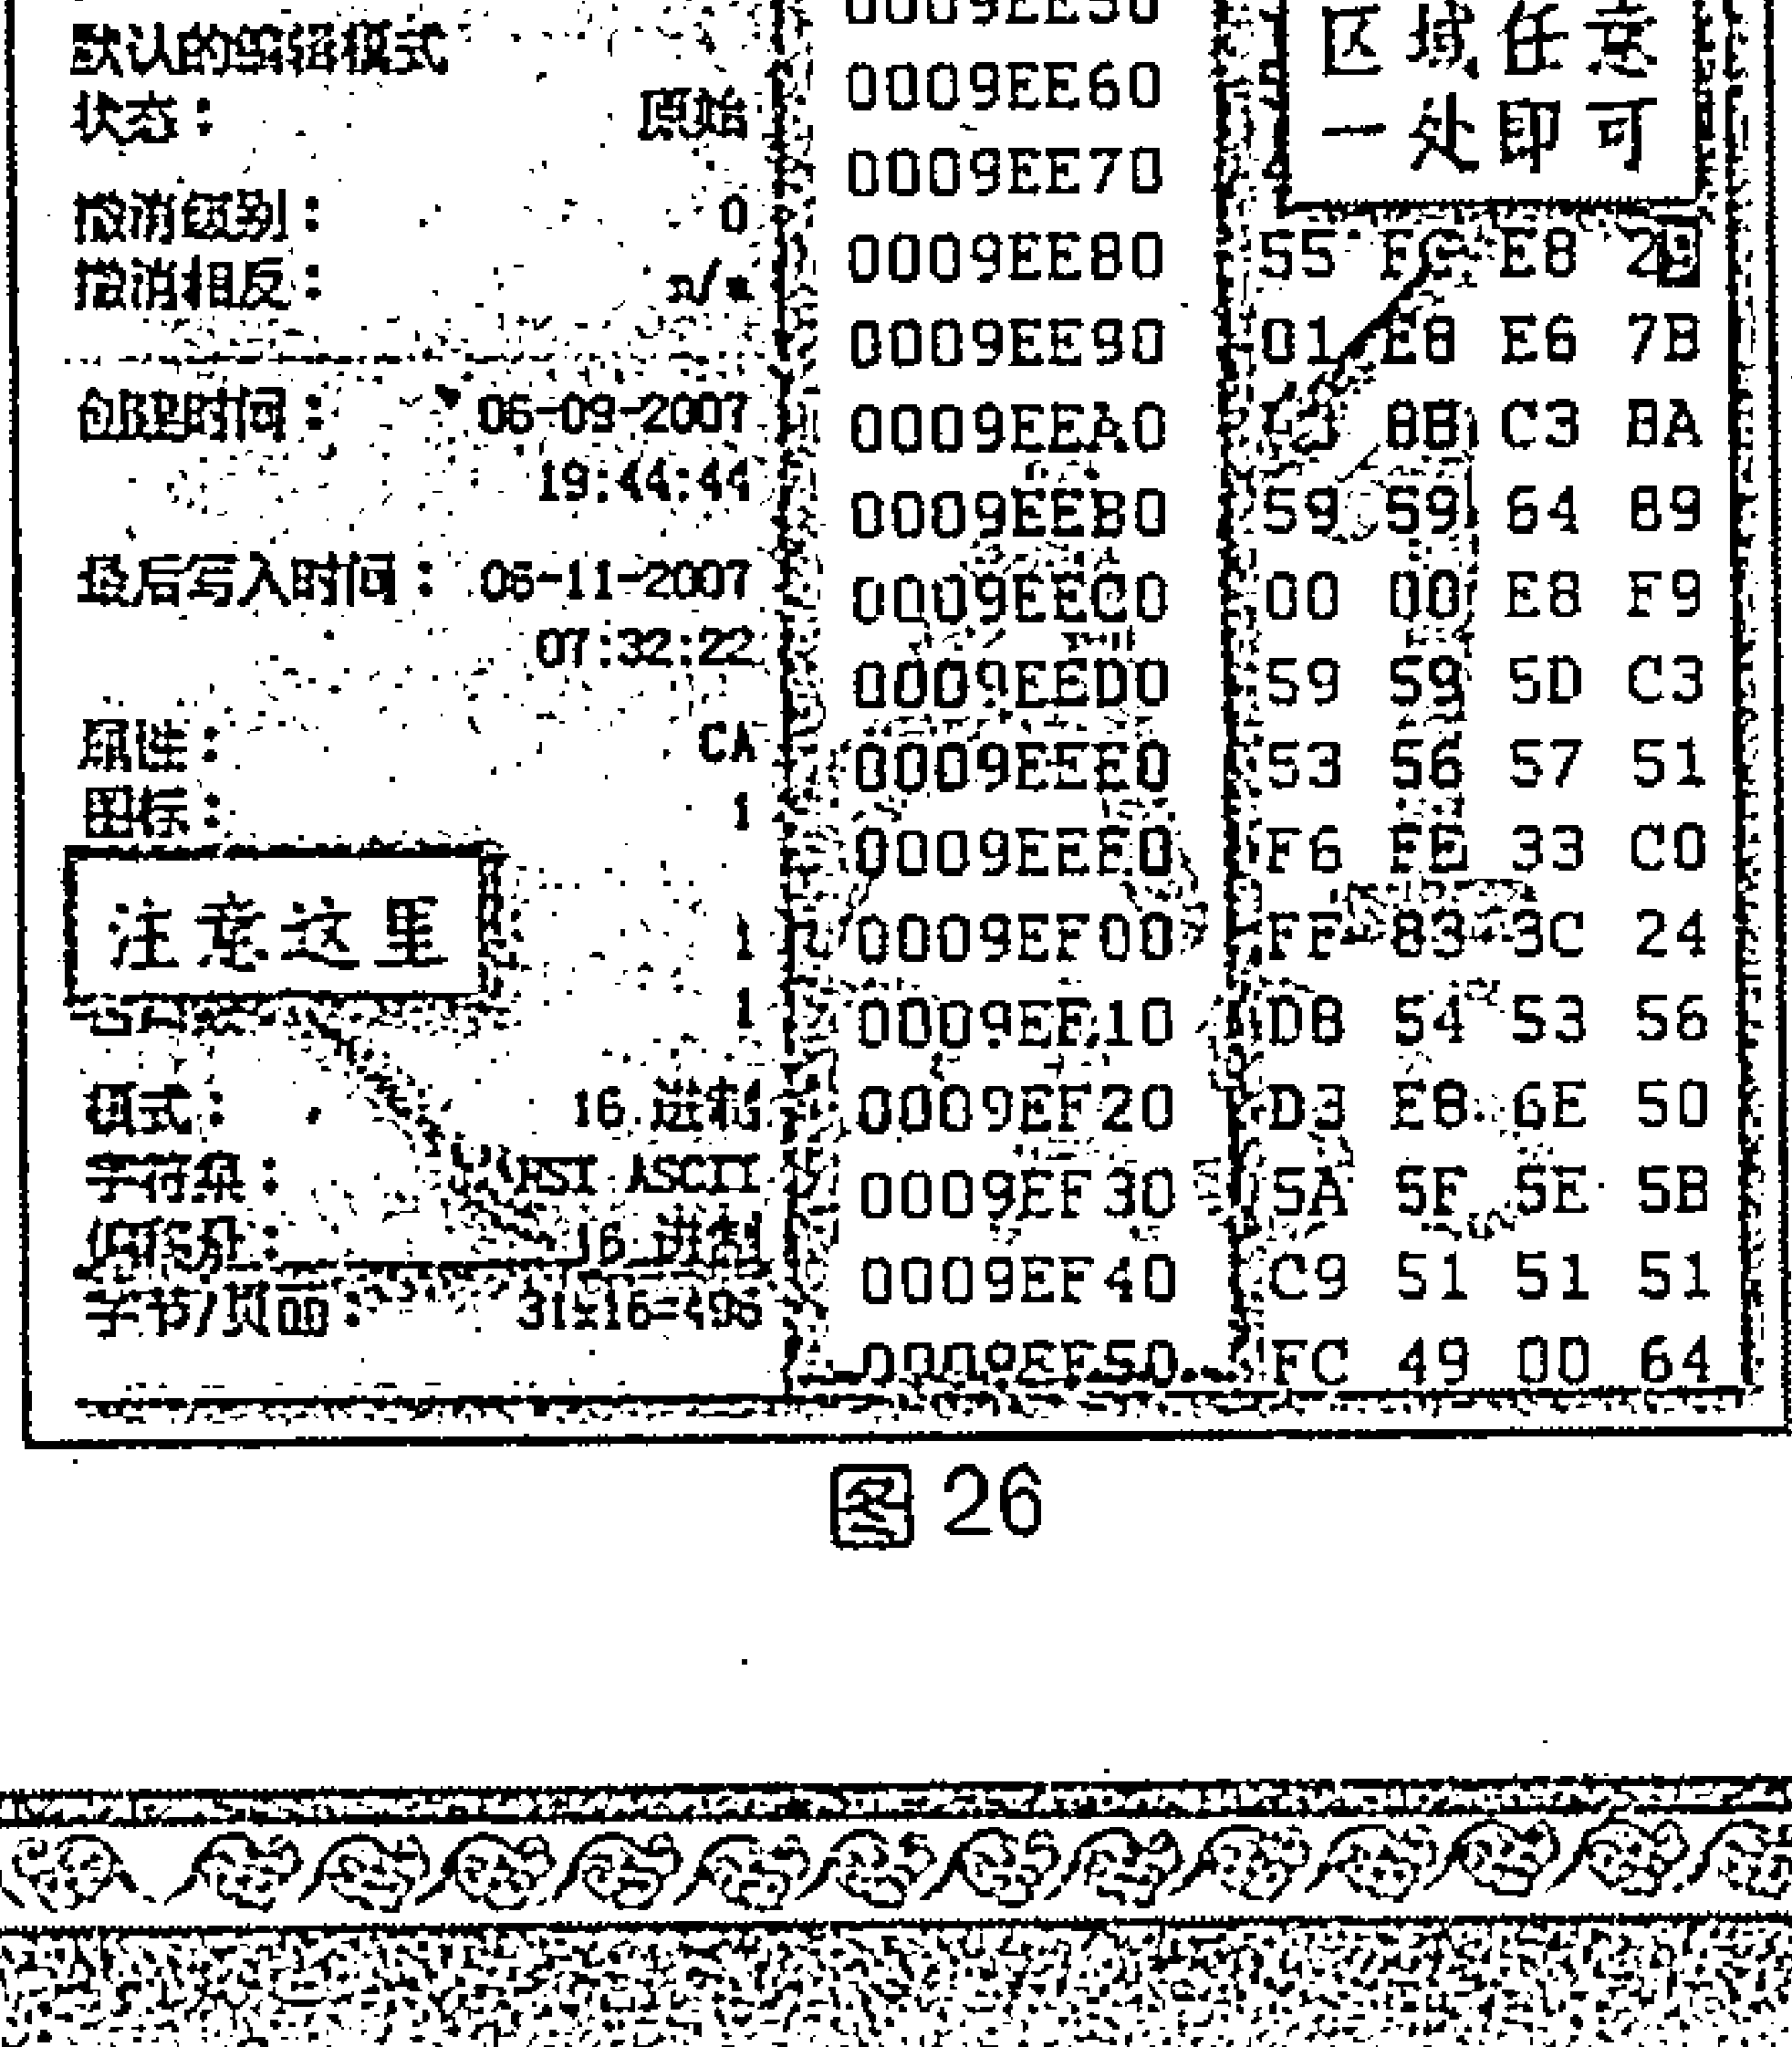 默认的编辑模式
状态： 原始
撤消级别： 0
撤消相反： n/a
创建时间： 06-09-2007
19:44:44
最后写入时间： 06-11-2007
07:32:22
属性： CA
图标： 1
注意这里
1
1
模式： 16 进制
字符集： ASCII
偏移处： 16 进制
字节/页面： 31x16=496
0009EE50
0009EE60
0009EE70
0009EE80
0009EE90
0009EEA0
0009EEB0
0009EEC0
0009EED0
0009EEE0
0009EEF0
0009EF00
0009EF10
0009EF20
0009EF30
0009EF40
0009EF50
区域任意
一处即可
55 FC E8 29
01 E8 E6 7B
8B C3 8A
59 59 64 89
00 00 E8 F9
59 59 5D C3
53 56 57 51
F6 FE 33 C0
FF 83 3C 24
D8 54 53 56
D3 E8 6E 50
5A 5F 5E 5B
C9 51 51 51
FC 49 00 64
图 26